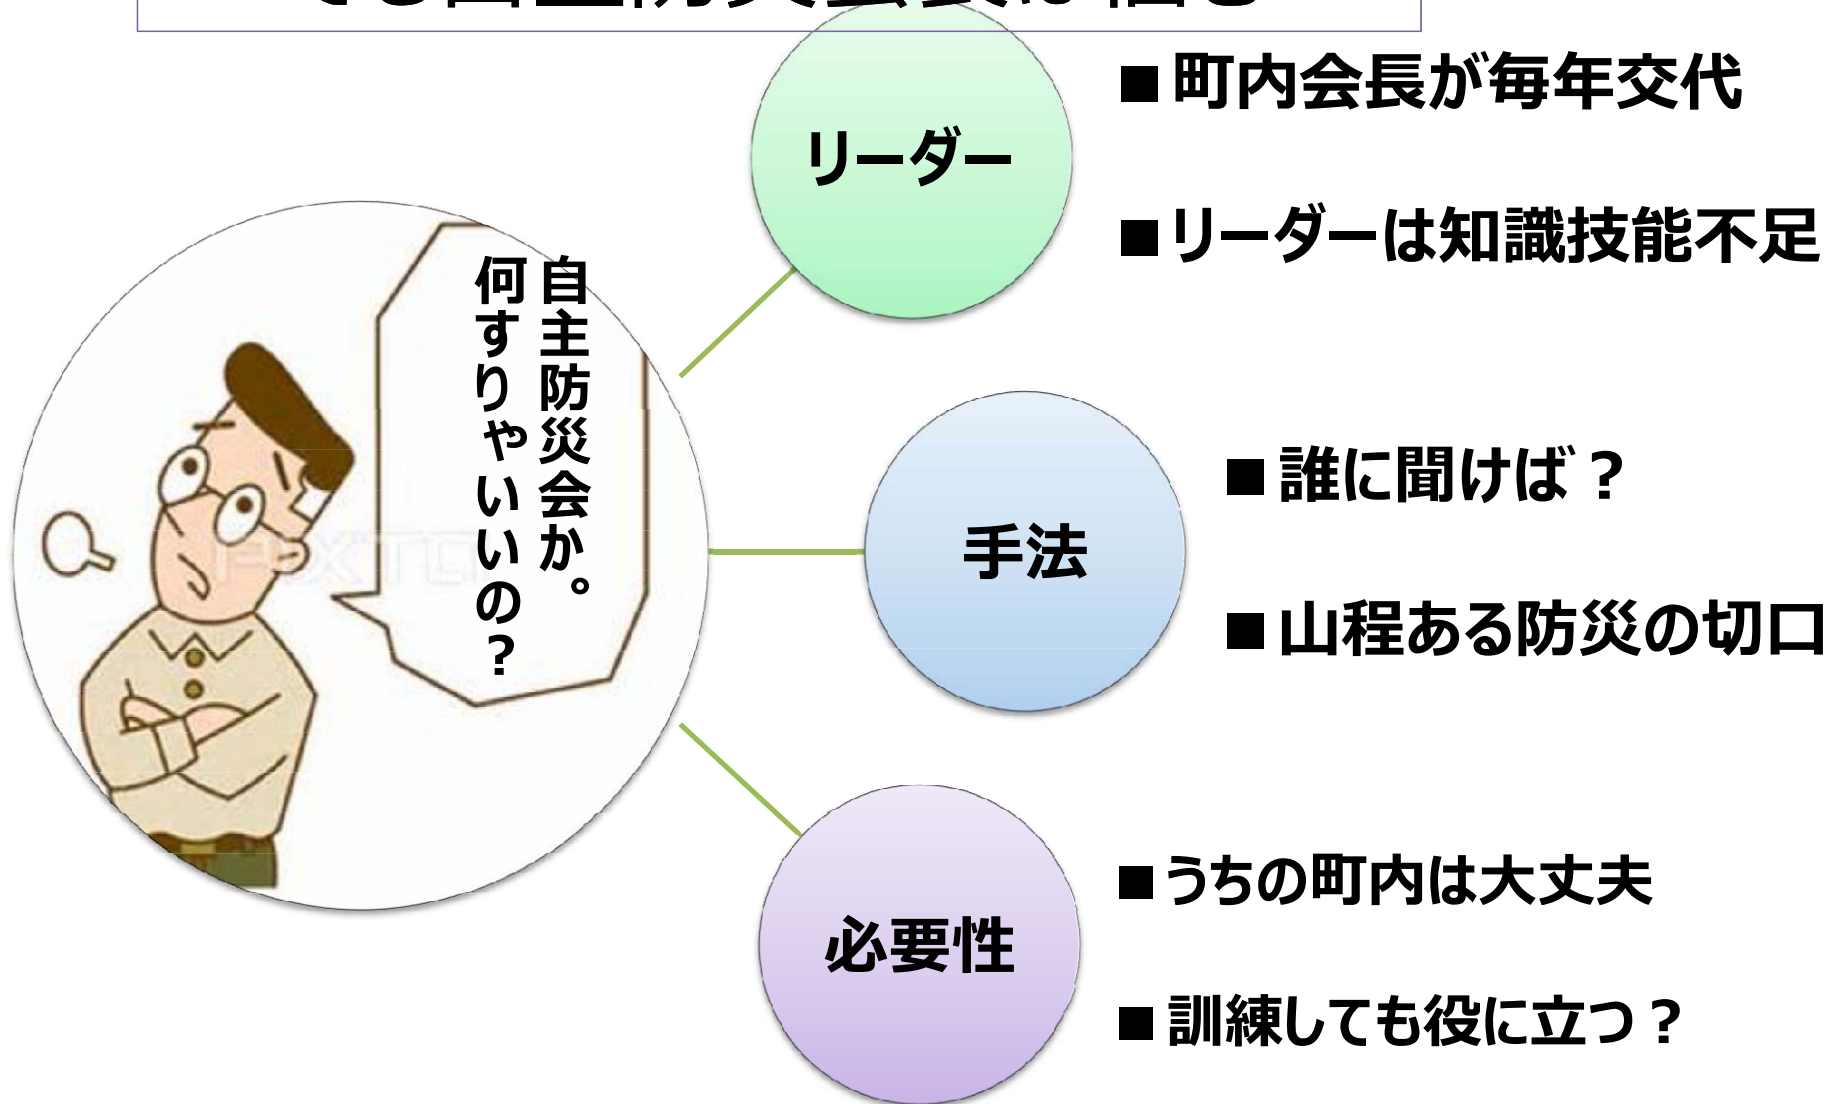 自主防災会か。
何すりゃいいの？
リーダー
■町内会長が毎年交代
■リーダーは知識技能不足
手法
■誰に聞けば？
■山程ある防災の切口
必要性
■うちの町内は大丈夫
■訓練しても役に立つ？